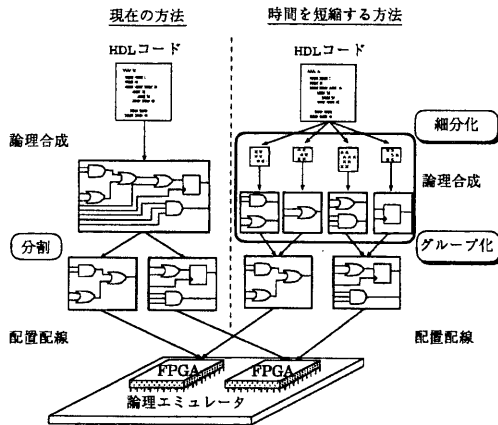 現在の方法
時間を短縮する方法
HDLコード
HDLコード
細分化
論理合成
論理合成
分割
グループ化
配置配線
配置配線
FPGA
FPGA
論理エミュレータ